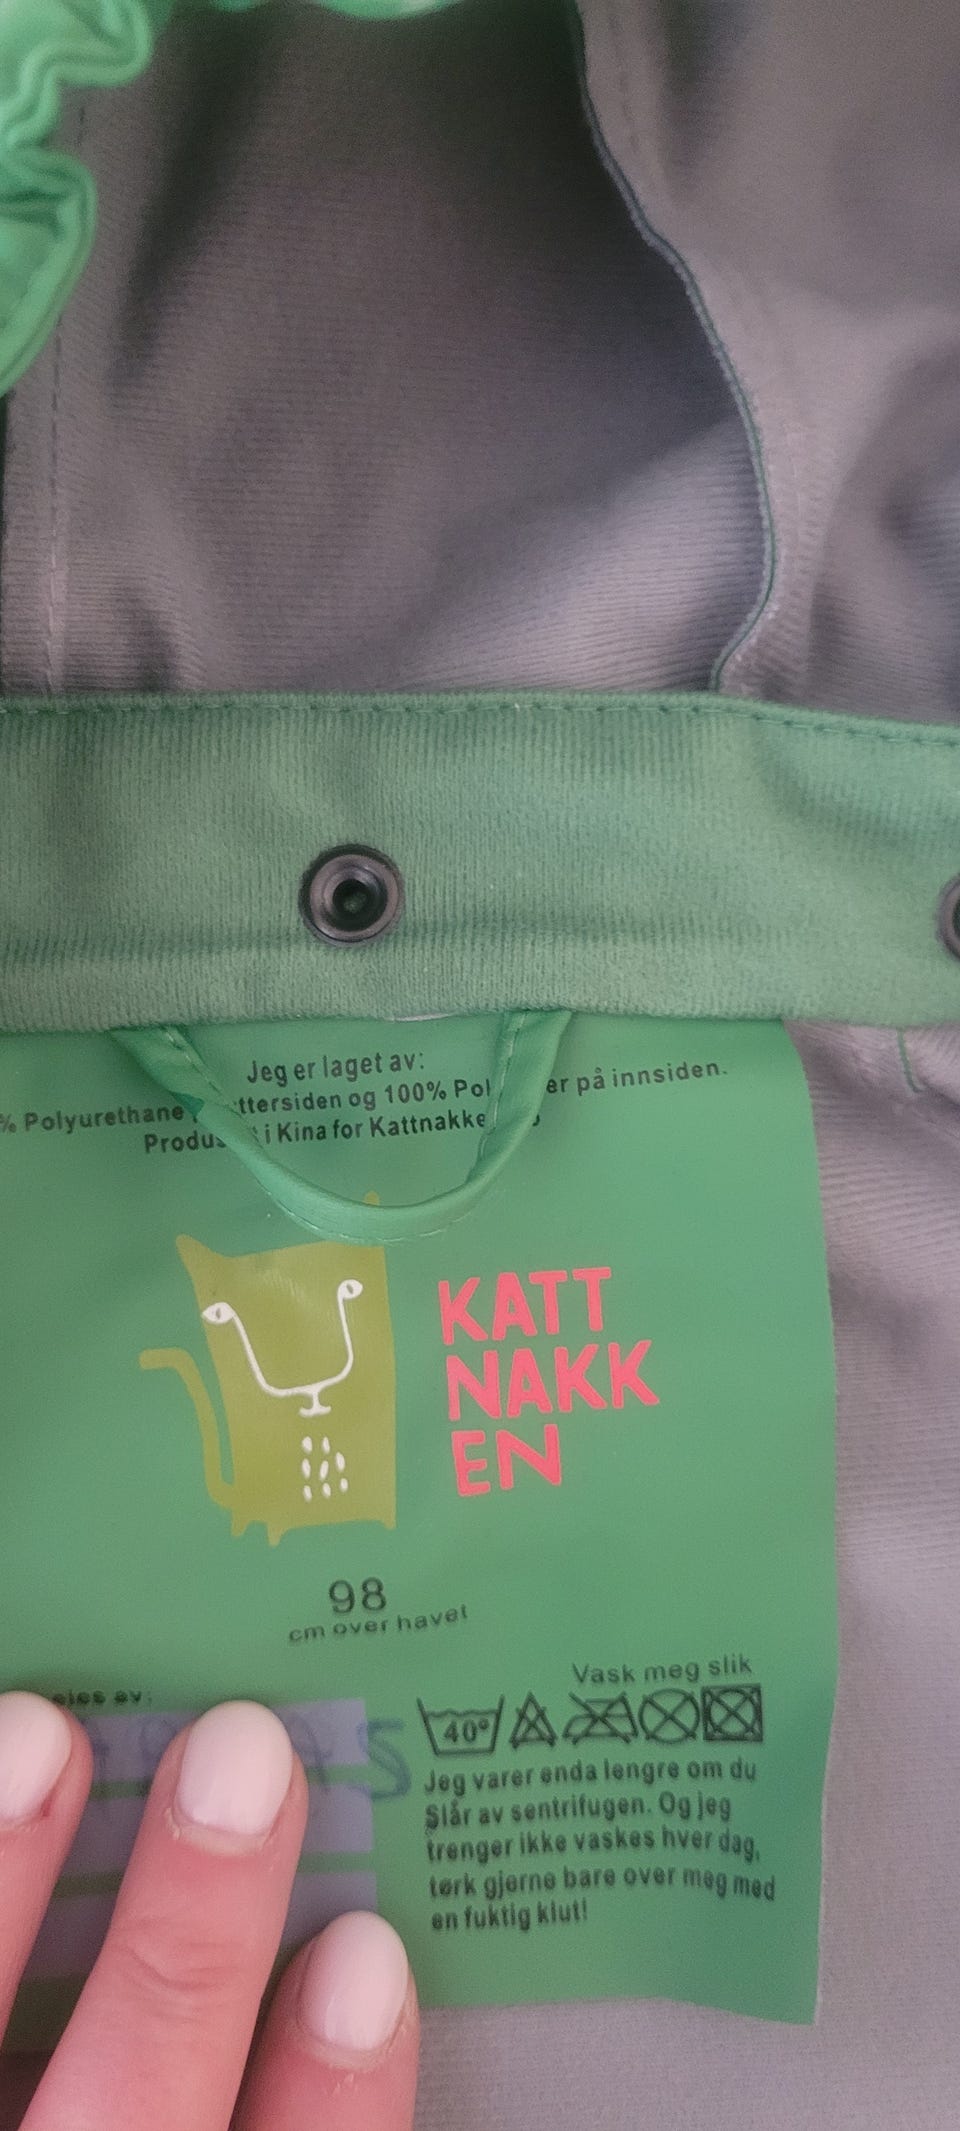 Jeg er laget av:
% Polyurethane ttersiden og 100% Pol er på innsiden.
Produ i Kina for Kattnakke
KATT
NAKK
EN
98
cm over havet
Vask meg slik
av:
40°
Jeg varer enda lengre om du
Slår av sentrifugen. Og jeg
trenger ikke vaskes hver dag,
tørk gjerne bare over meg med
en fuktig klut!